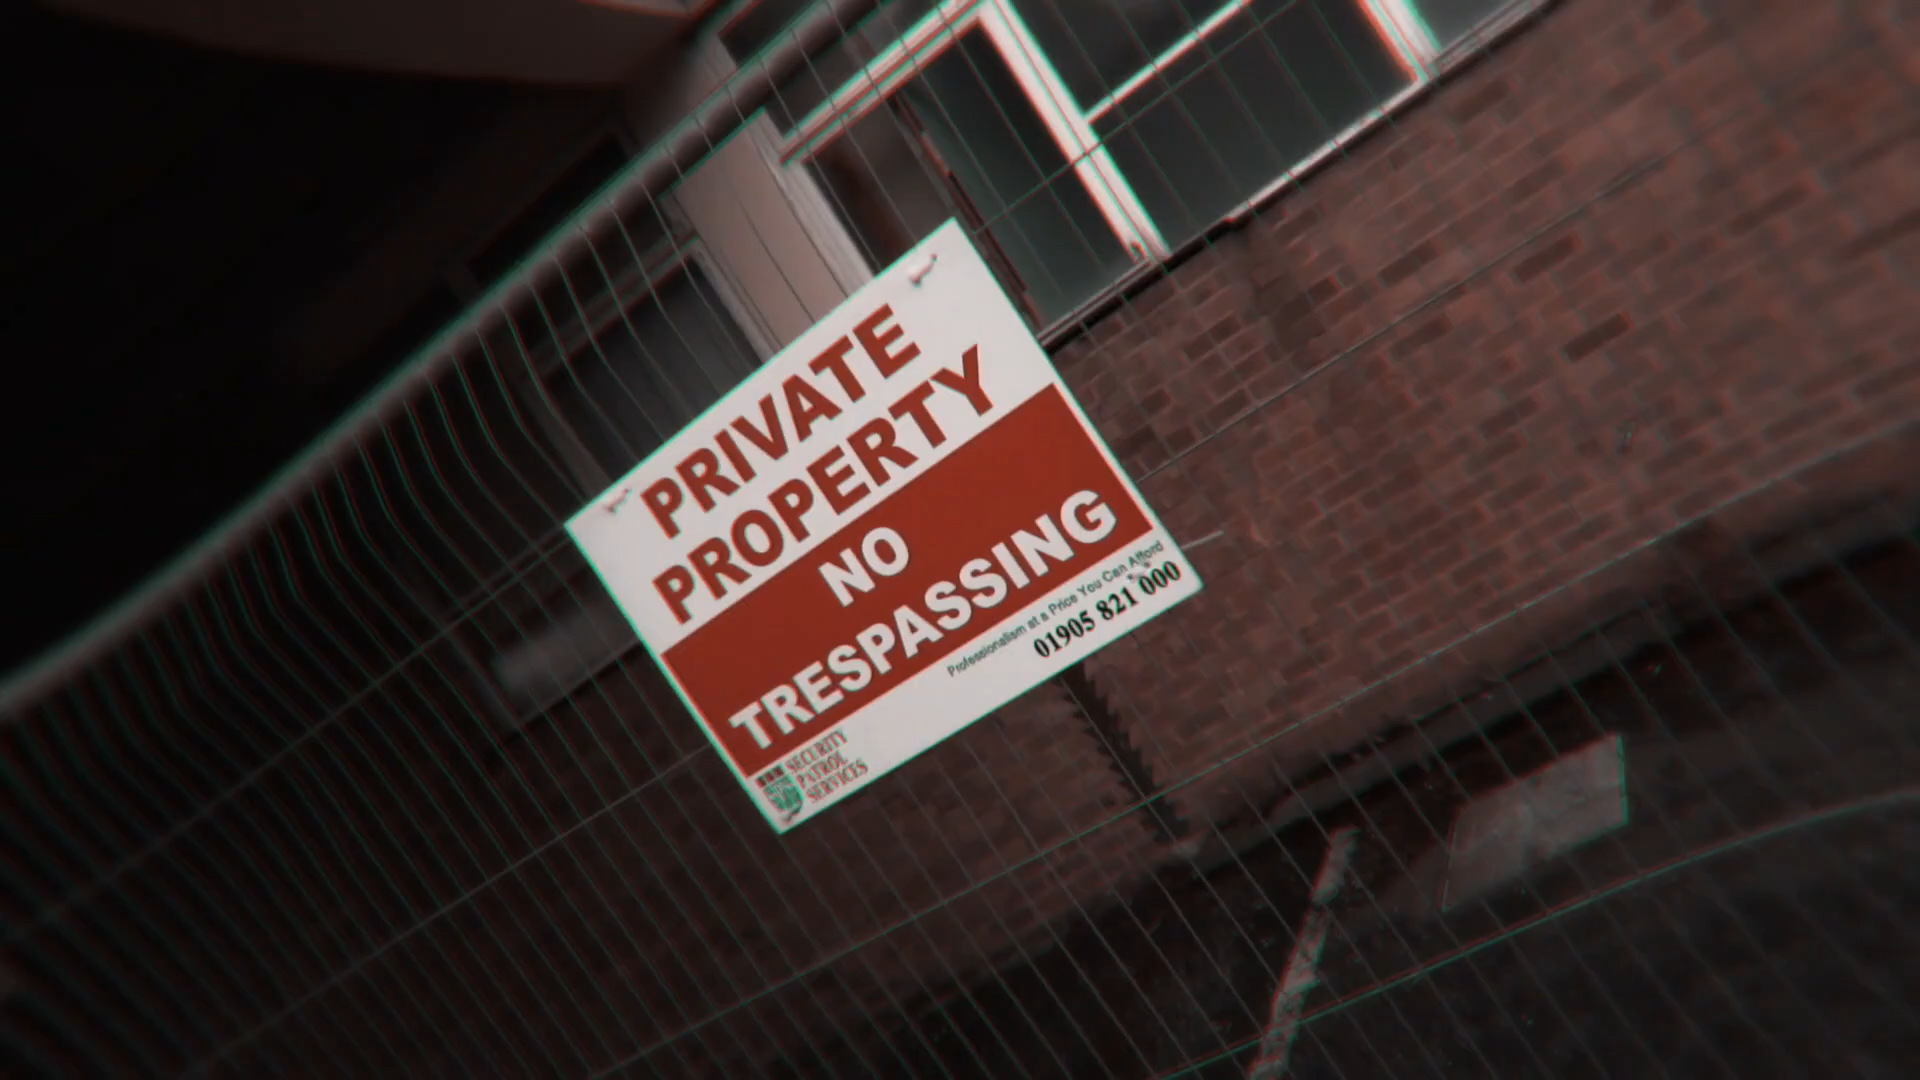 PRIVATE
PROPERTY
NO
TRESPASSING
Professionalism at a Price You Can Afford
01905 821 000
SECURITY
PATROL
SERVICES